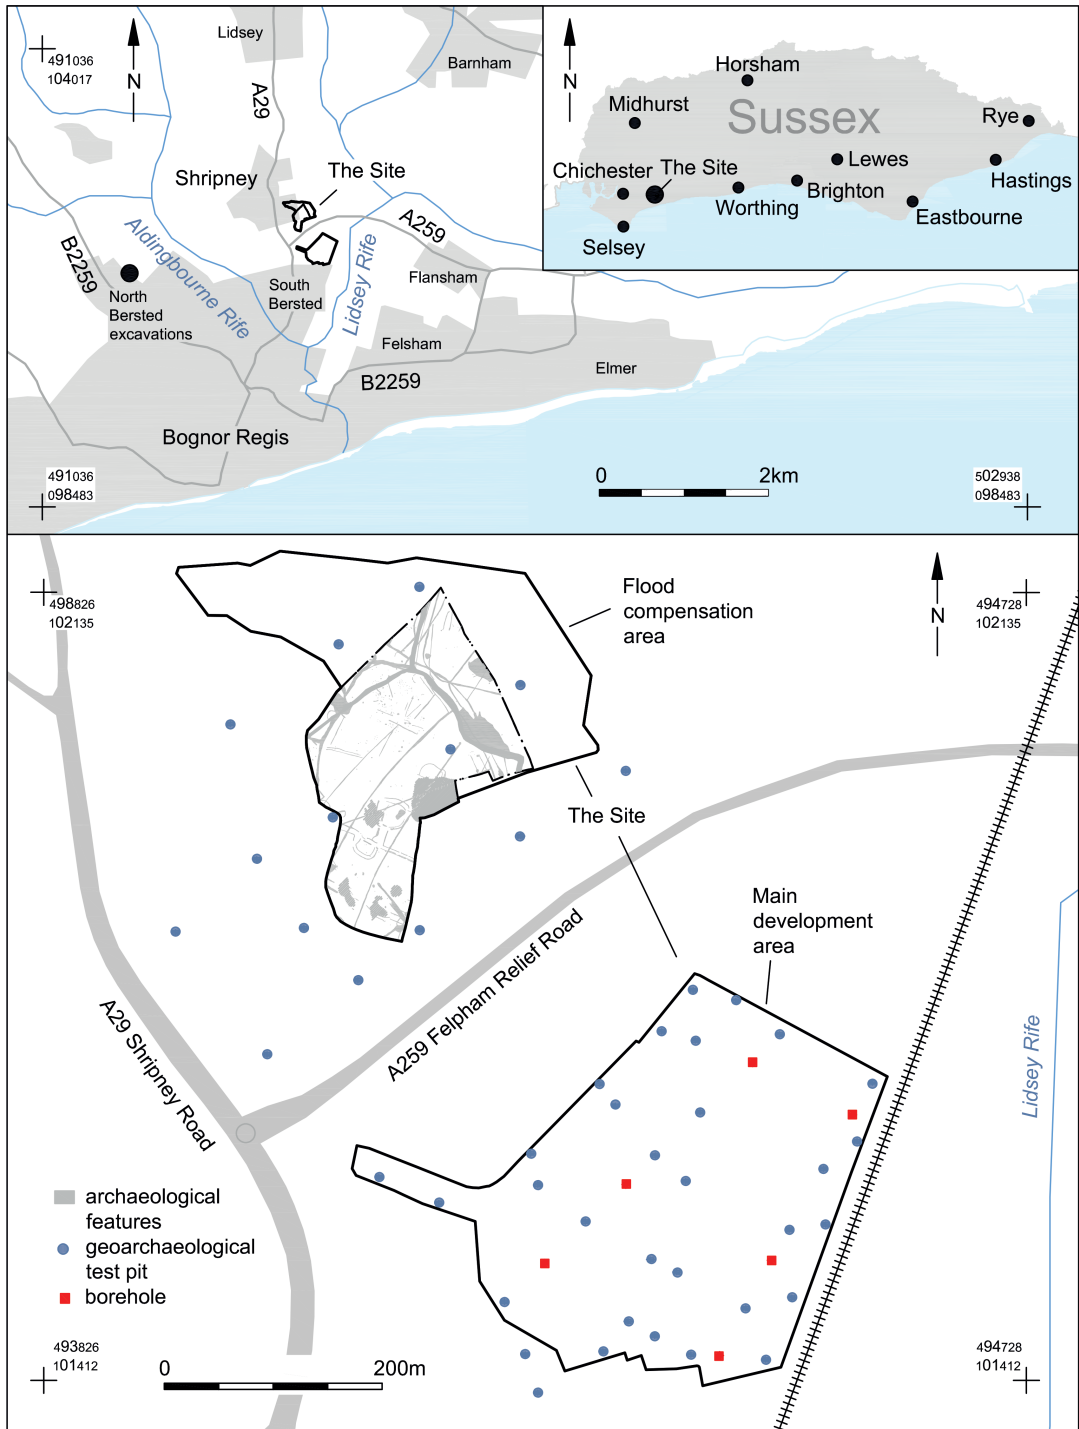 Lidsey
491036
104017
N
A29
Barnham
Shripney
The Site
A259
B2259
Aldingbourne Rife
Lidsey Rife
North
Bersted
excavations
South
Bersted
Flansham
Felsham
B2259
Elmer
Bognor Regis
491036
098483
0 2km
502938
098483
N
Horsham
Midhurst
Sussex
Rye
Chichester
The Site
Lewes
Hastings
Worthing
Brighton
Eastbourne
Selsey
498826
102135
Flood
compensation
area
N
494728
102135
The Site
Main
development
area
A29 Shripney Road
A259 Felpham Relief Road
Lidsey Rife
archaeological
features
geoarchaeological
test pit
borehole
493826
101412
0 200m
494728
101412